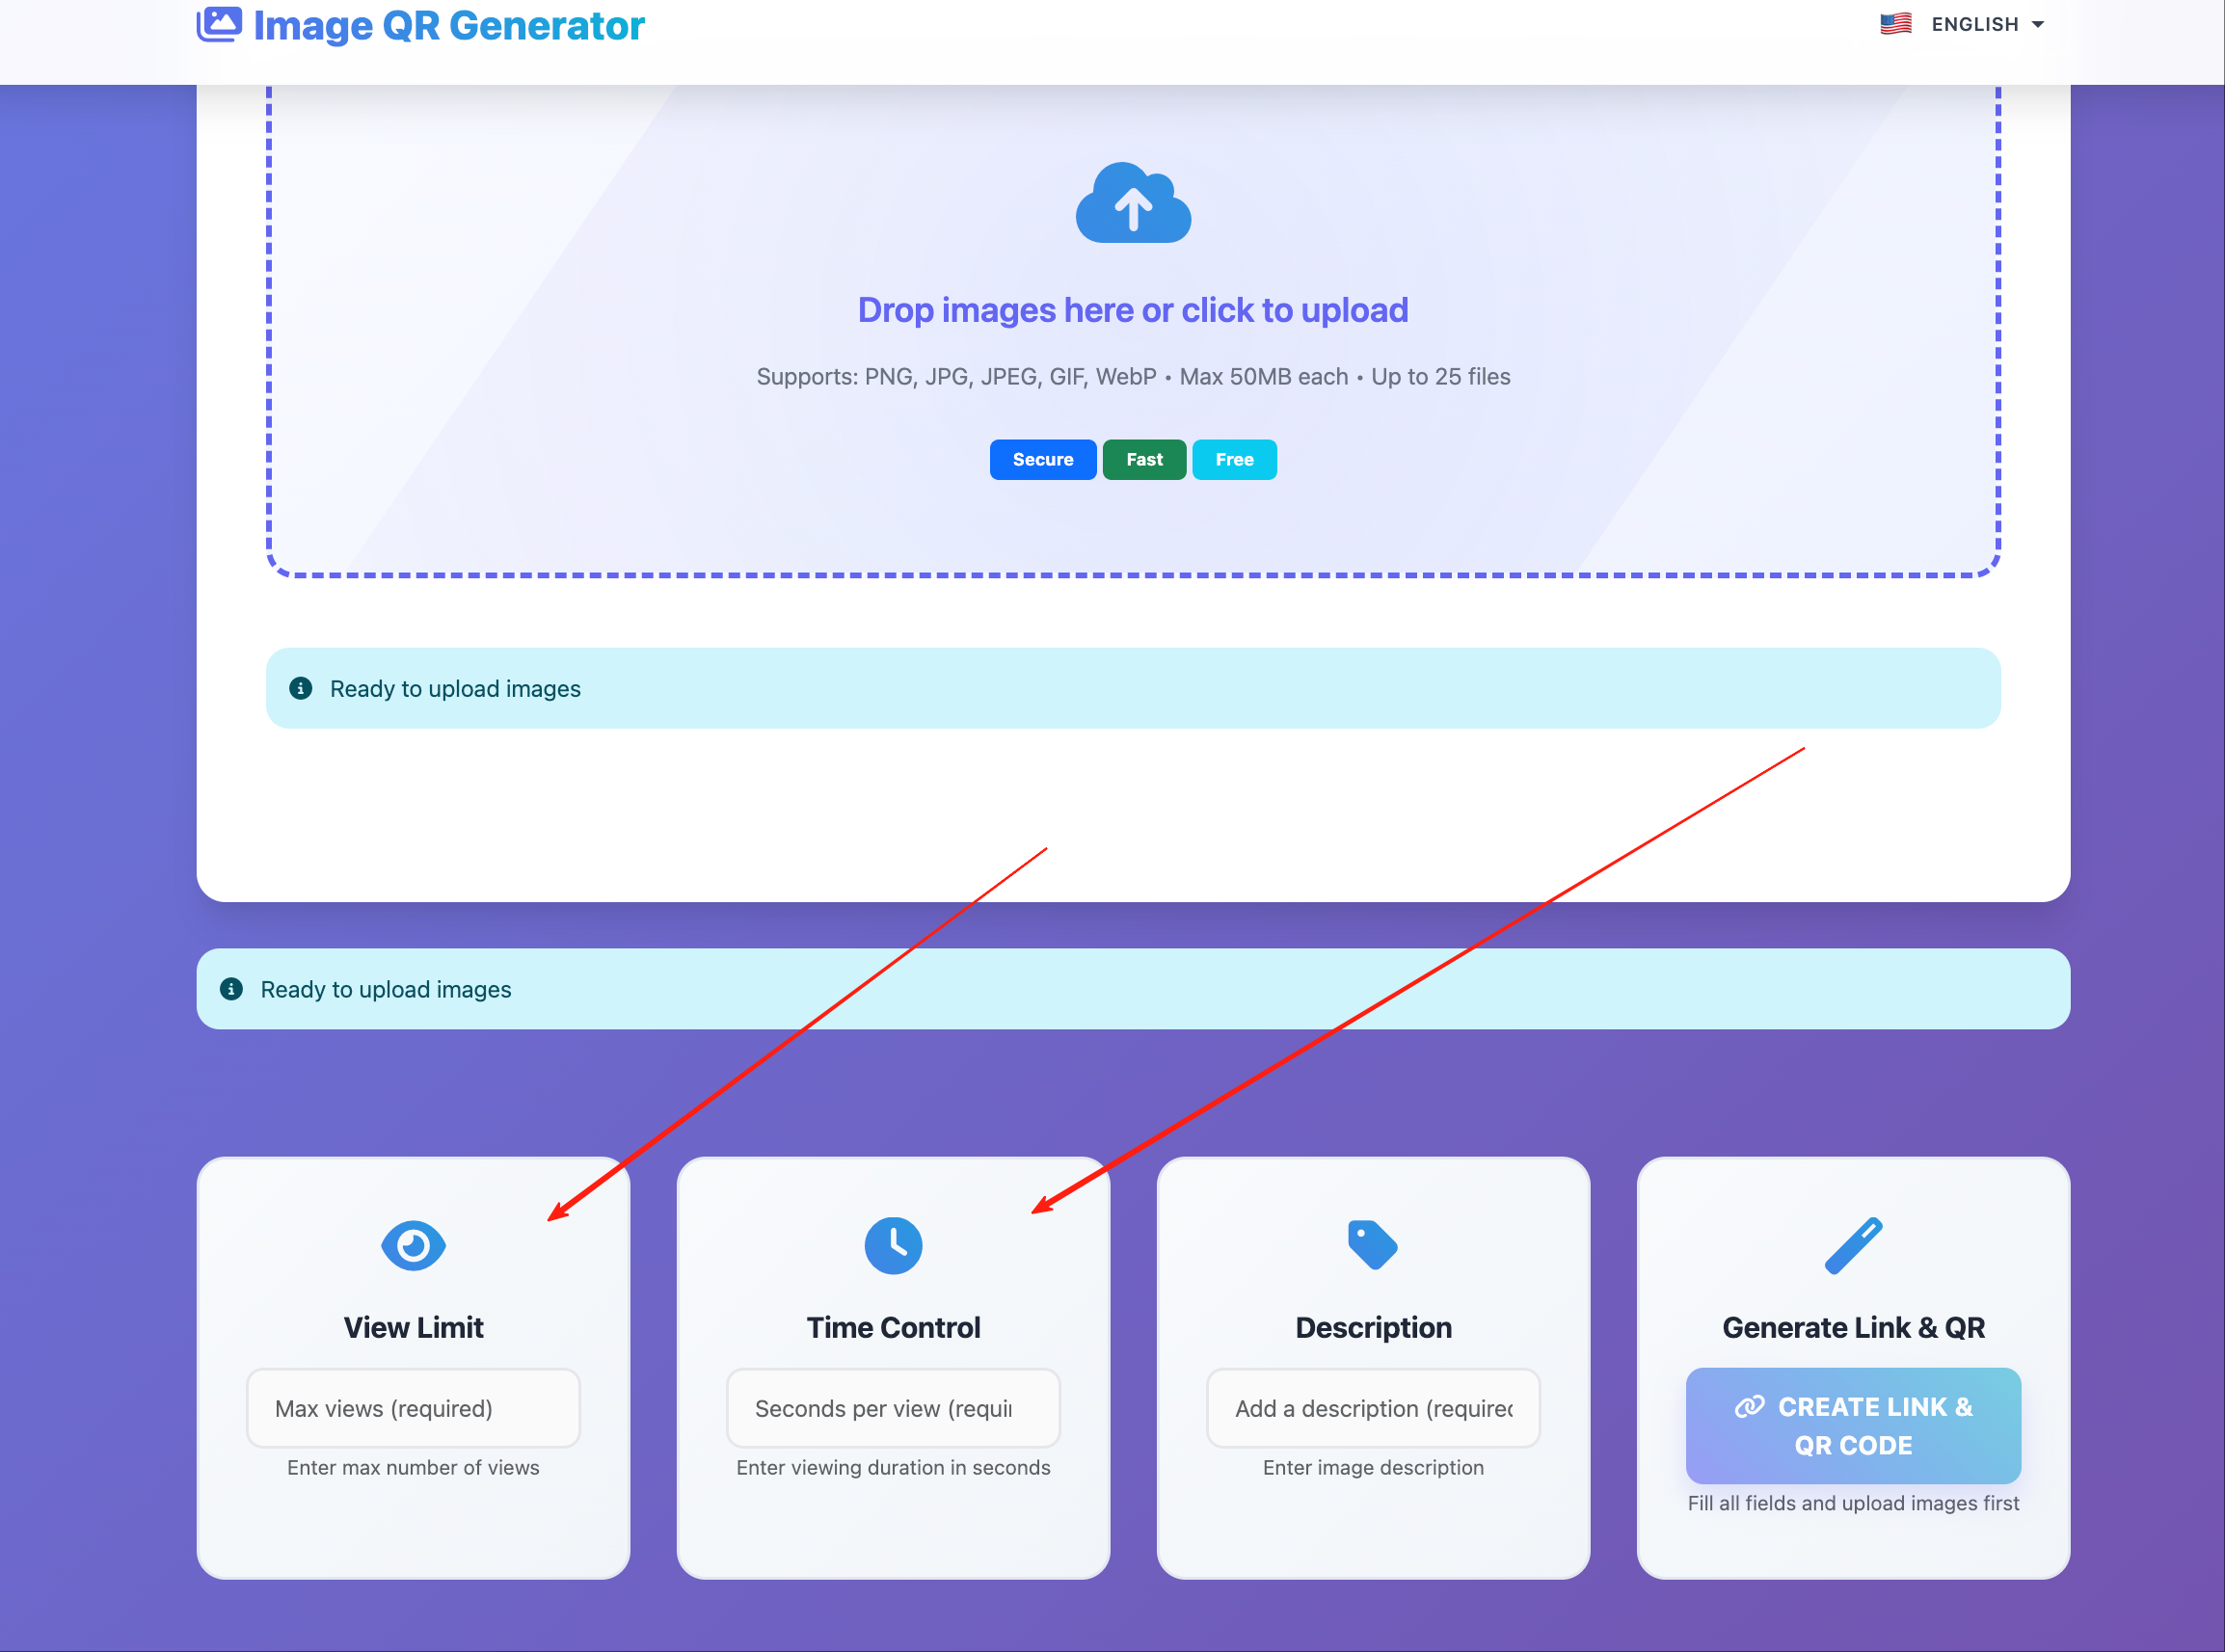 Image QR Generator
ENGLISH
Drop images here or click to upload
Supports: PNG, JPG, JPEG, GIF, WebP • Max 50MB each • Up to 25 files
Secure Fast Free
Ready to upload images
Ready to upload images
View Limit
Max views (required)
Enter max number of views
Time Control
Seconds per view (requi
Enter viewing duration in seconds
Description
Add a description (require
Enter image description
Generate Link & QR
CREATE LINK &
QR CODE
Fill all fields and upload images first